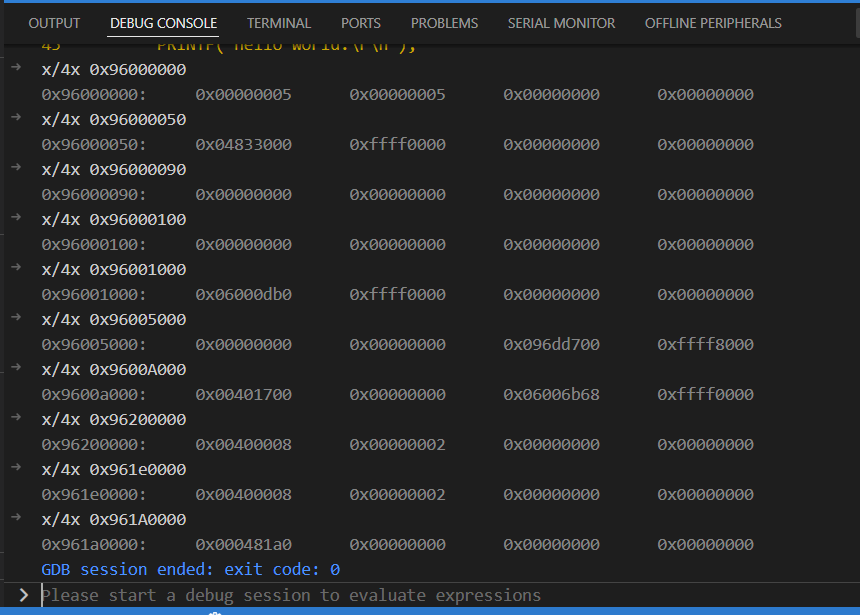 OUTPUT DEBUG CONSOLE TERMINAL PORTS PROBLEMS SERIAL MONITOR OFFLINE PERIPHERALS
45 PRINTF("hello world.\r\n");
x/4x 0x96000000
0x96000000: 0x00000005 0x00000005 0x00000000 0x00000000
x/4x 0x96000050
0x96000050: 0x04833000 0xffff0000 0x00000000 0x00000000
x/4x 0x96000090
0x96000090: 0x00000000 0x00000000 0x00000000 0x00000000
x/4x 0x96000100
0x96000100: 0x00000000 0x00000000 0x00000000 0x00000000
x/4x 0x96001000
0x96001000: 0x06000db0 0xffff0000 0x00000000 0x00000000
x/4x 0x96005000
0x96005000: 0x00000000 0x00000000 0x096dd700 0xffff8000
x/4x 0x9600A000
0x9600a000: 0x00401700 0x00000000 0x06006b68 0xffff0000
x/4x 0x96200000
0x96200000: 0x00400008 0x00000002 0x00000000 0x00000000
x/4x 0x961e0000
0x961e0000: 0x00400008 0x00000002 0x00000000 0x00000000
x/4x 0x961A0000
0x961a0000: 0x000481a0 0x00000000 0x00000000 0x00000000
GDB session ended: exit code: 0
Please start a debug session to evaluate expressions